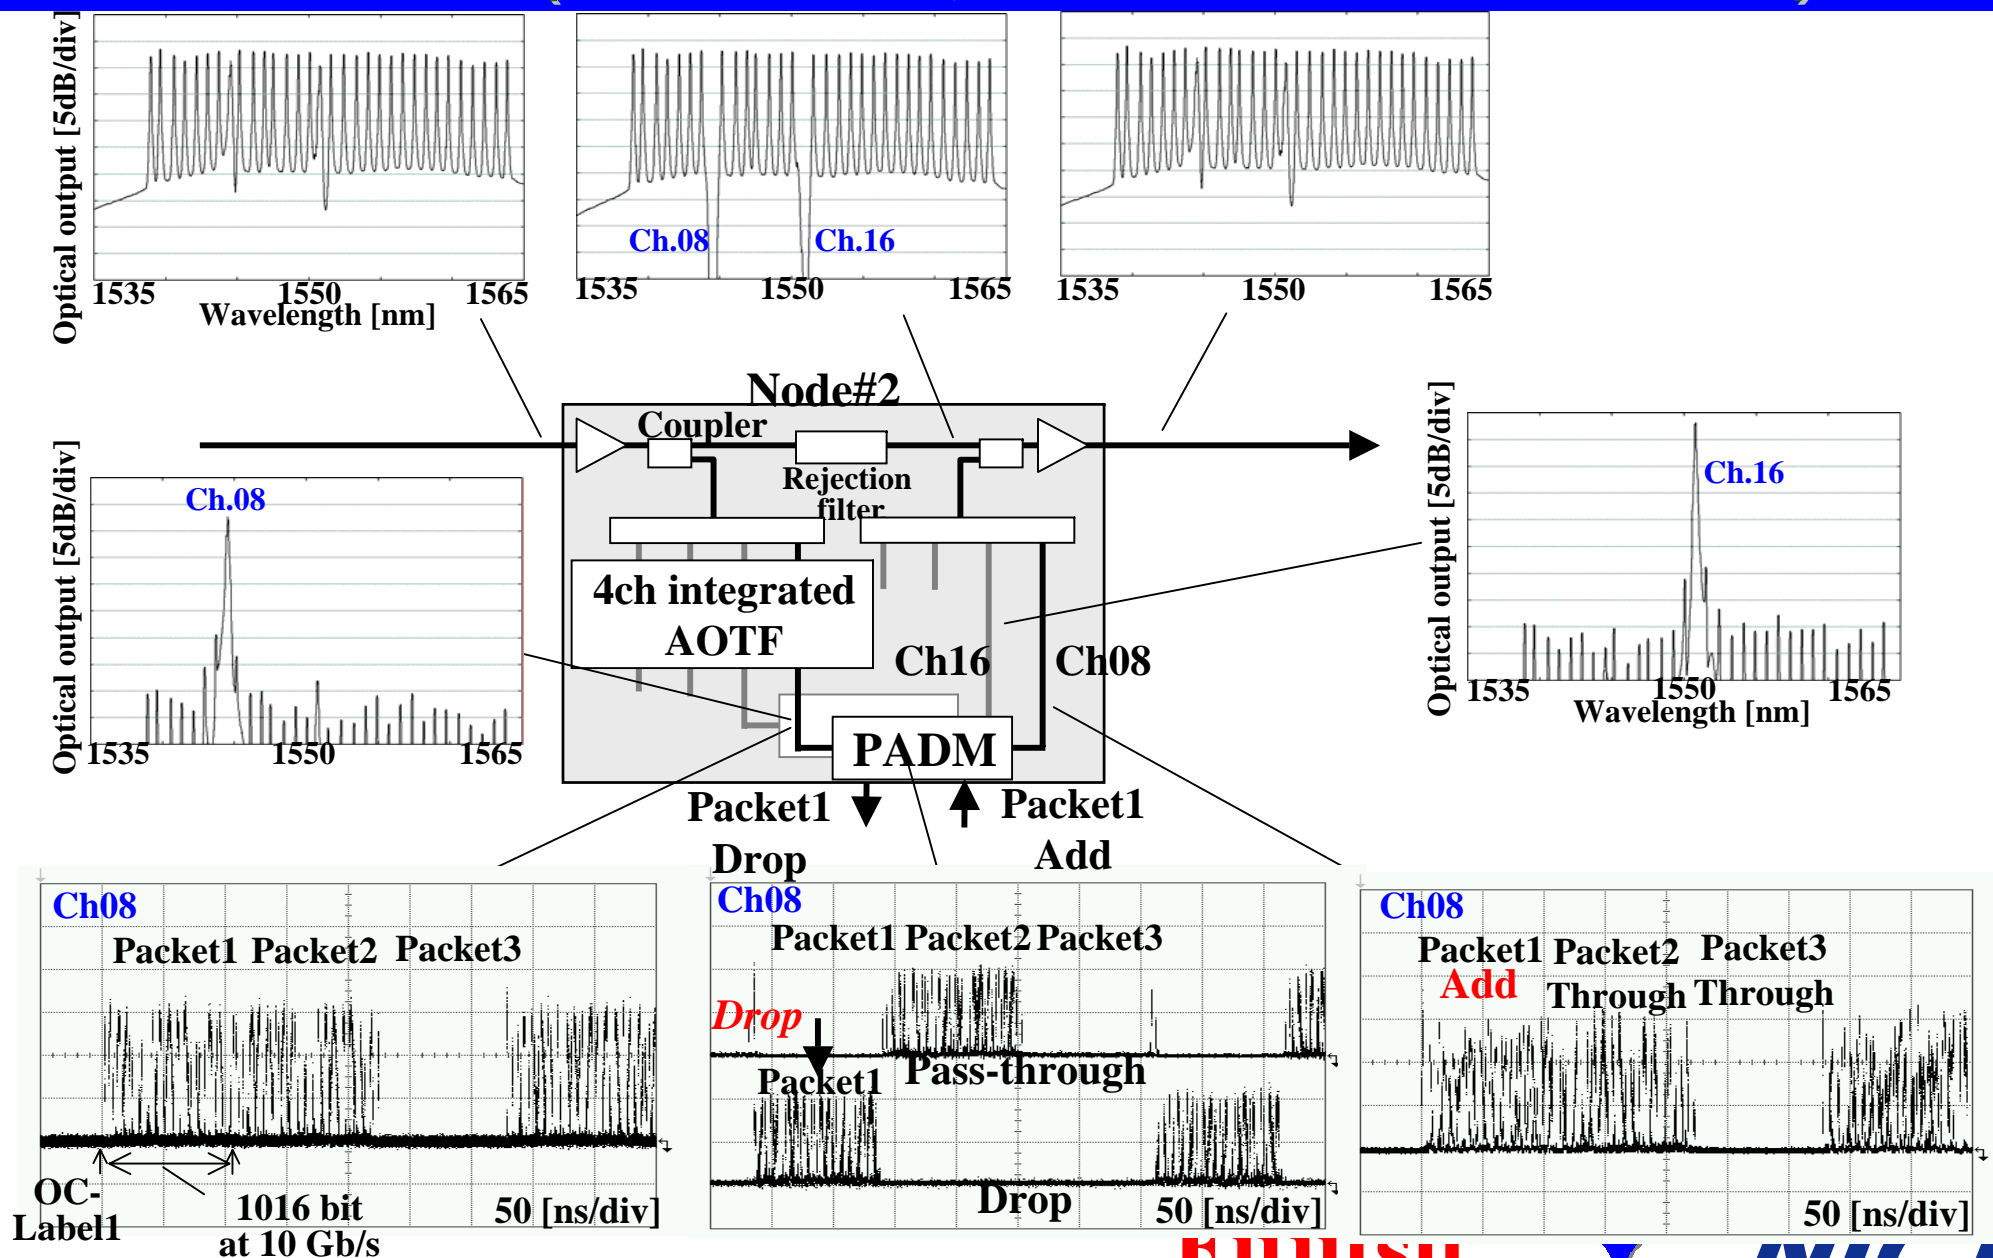 Optical output [5dB/div]
1535
1550
1565
Wavelength [nm]
Ch.08
Ch.16
1535
1550
1565
1535
1550
1565
Node#2
Coupler
Rejection
filter
4ch integrated
AOTF
Ch16
Ch08
PADM
Packet1
Drop
Packet1
Add
Optical output [5dB/div]
Ch.08
1535
1550
1565
Optical output [5dB/div]
Ch.16
1535
1550
1565
Wavelength [nm]
Ch08
Packet1 Packet2 Packet3
OC-
Label1
1016 bit
at 10 Gb/s
50 [ns/div]
Ch08
Packet1 Packet2 Packet3
Drop
Packet1
Pass-through
Drop
50 [ns/div]
Ch08
Packet1 Packet2 Packet3
Add
Through Through
50 [ns/div]